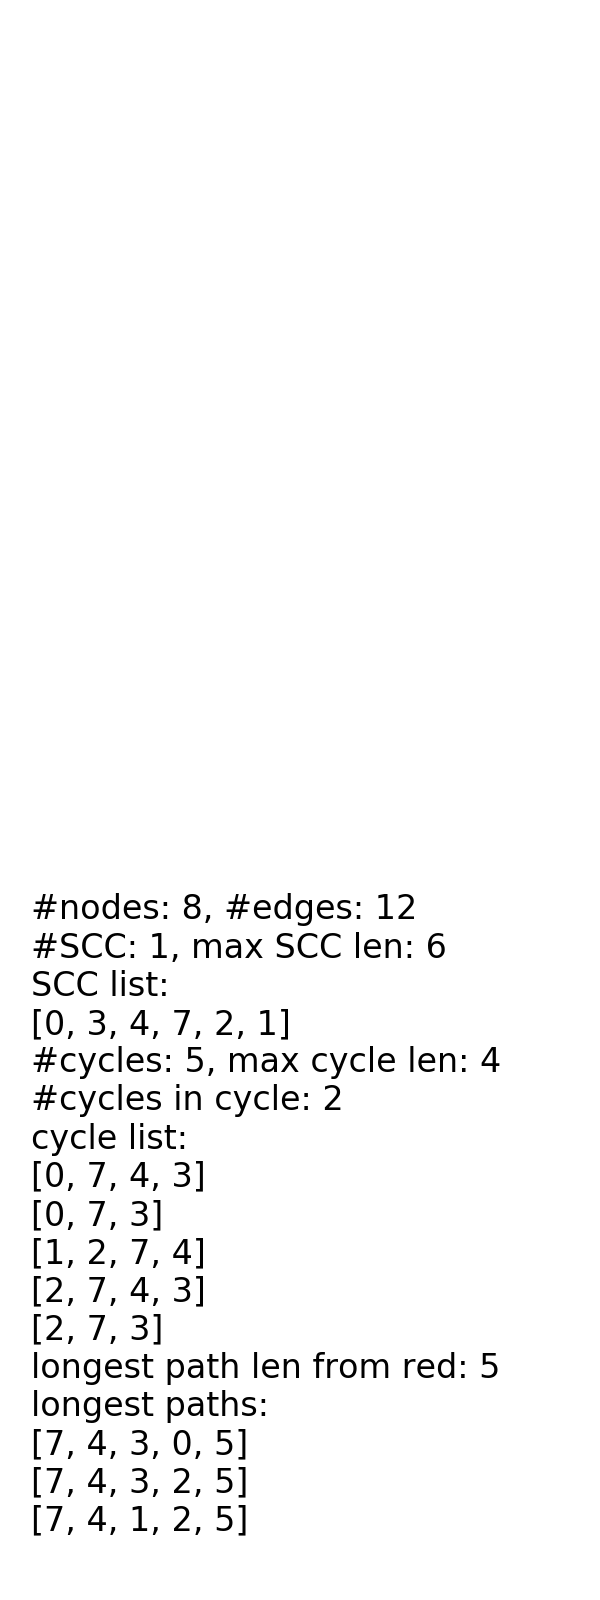 #nodes: 8, #edges: 12
#SCC: 1, max SCC len: 6
SCC list:
[0, 3, 4, 7, 2, 1]
#cycles: 5, max cycle len: 4
#cycles in cycle: 2
cycle list:
[0, 7, 4, 3]
[0, 7, 3]
[1, 2, 7, 4]
[2, 7, 4, 3]
[2, 7, 3]
longest path len from red: 5
longest paths:
[7, 4, 3, 0, 5]
[7, 4, 3, 2, 5]
[7, 4, 1, 2, 5]